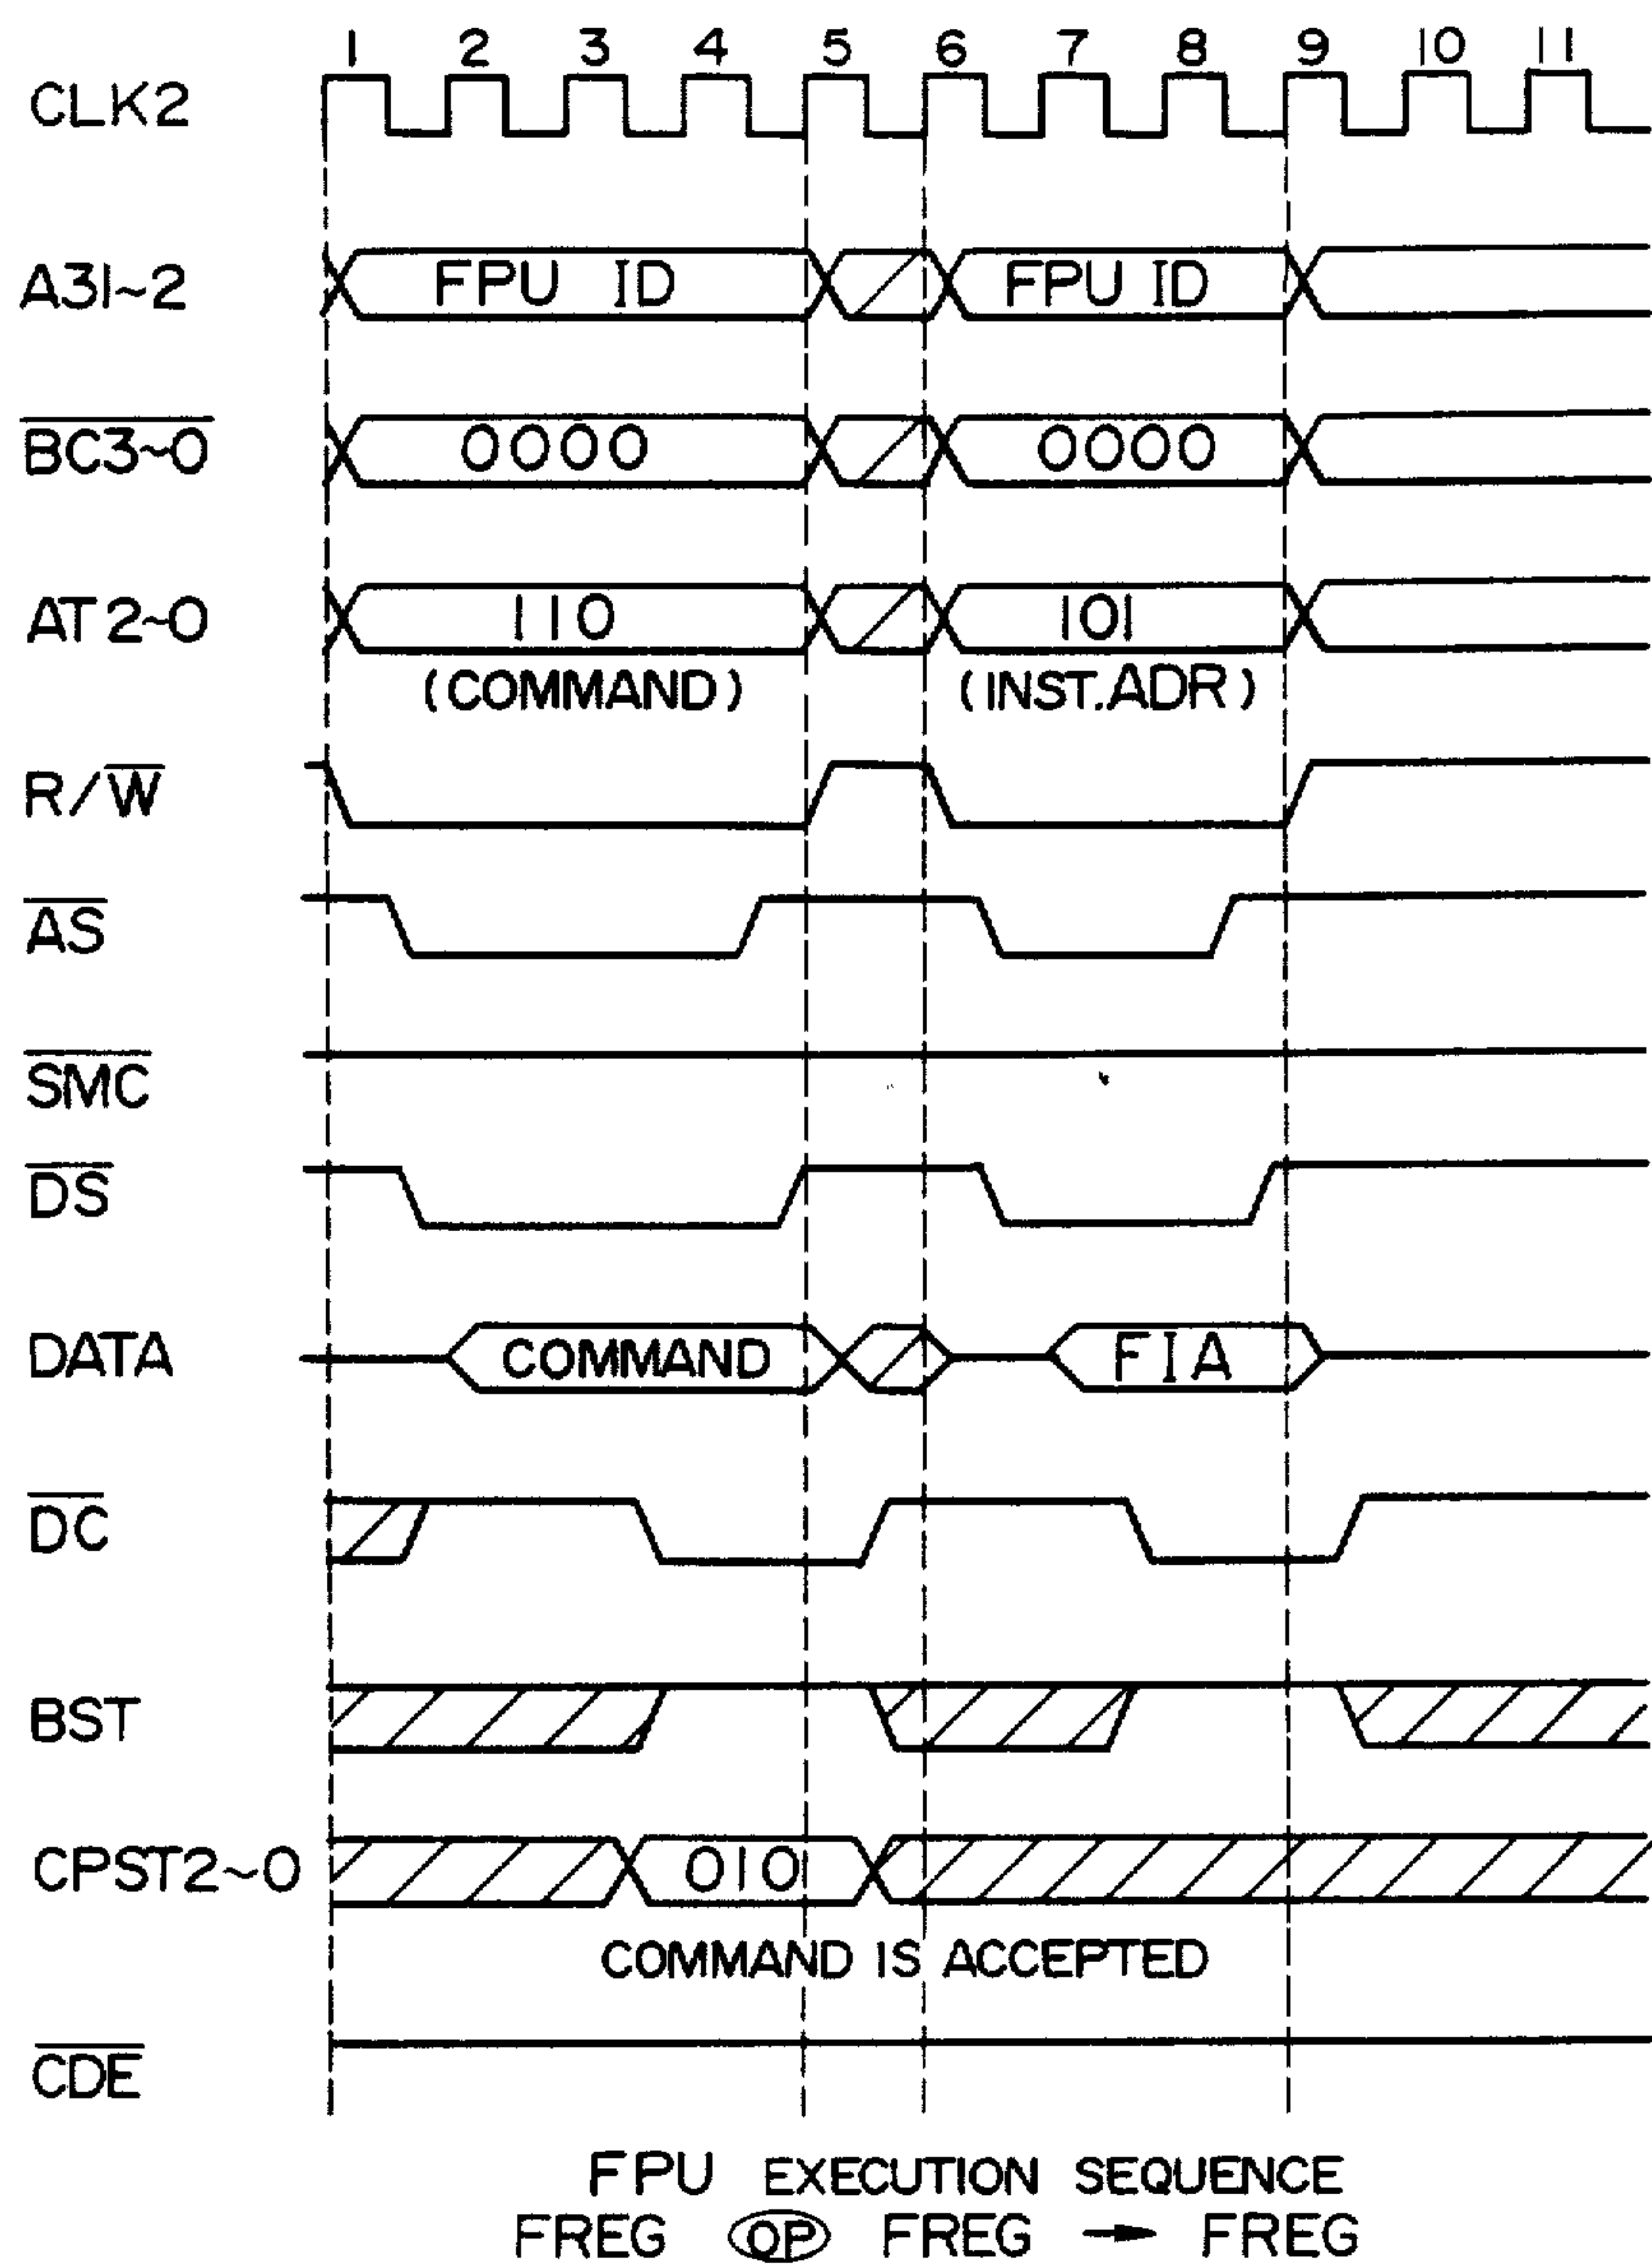 1 2 3 4 5 6 7 8 9 10 11
CLK2
A31~2 FPU ID FPU ID
BC3~0 0000 0000
AT2~0 110 101
(COMMAND) (INST.ADR)
R/W
AS
SMC
DS
DATA COMMAND FIA
DC
BST
CPST2~0 010
COMMAND IS ACCEPTED
CDE
FPU EXECUTION SEQUENCE
FREG OP FREG → FREG